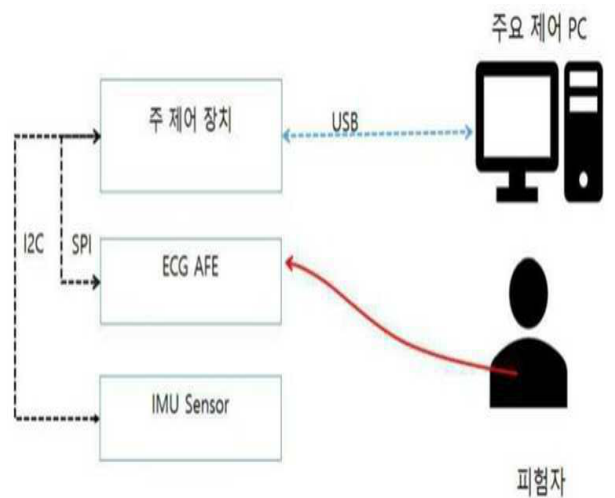 주요 제어 PC
주 제어 장치
USB
I2C
SPI
ECG AFE
IMU Sensor
피험자